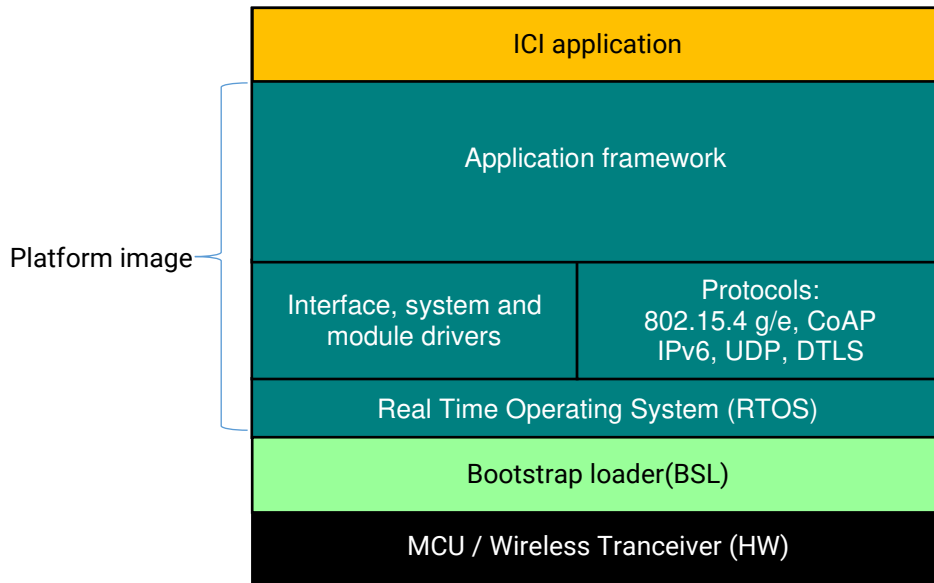 ICI application
Application framework
Platform image
Interface, system and
module drivers
Protocols:
802.15.4 g/e, CoAP
IPv6, UDP, DTLS
Real Time Operating System (RTOS)
Bootstrap loader(BSL)
MCU / Wireless Tranceiver (HW)